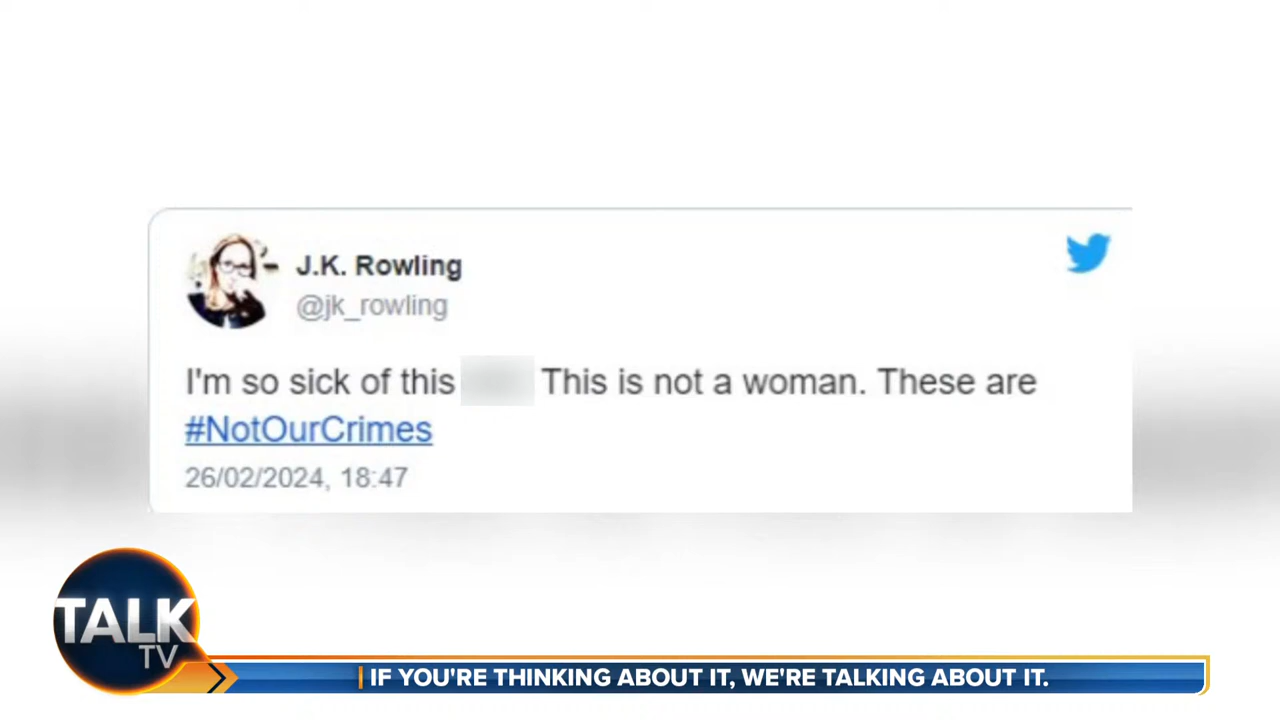 J.K. Rowling
@jk_rowling
I'm so sick of this This is not a woman. These are
#NotOurCrimes
26/02/2024, 18:47
TALK
TV
IF YOU'RE THINKING ABOUT IT, WE'RE TALKING ABOUT IT.